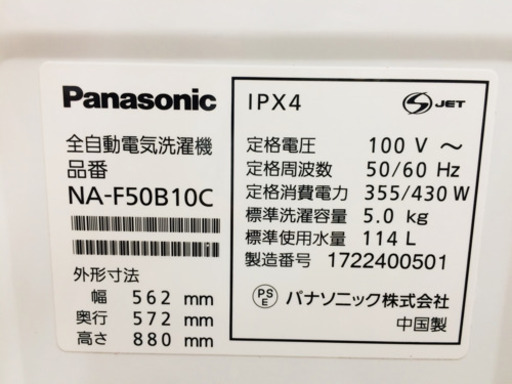 Panasonic
全自動電気洗濯機
品番
NA-F50B10C
外形寸法
幅 562 mm
奥行 572 mm
高さ 880 mm
IPX4
S JET
定格電圧 100 V ～
定格周波数 50/60 Hz
定格消費電力 355/430 W
標準洗濯容量 5.0 kg
標準使用水量 114 L
製造番号 1722400501
PS E パナソニック株式会社
中国製